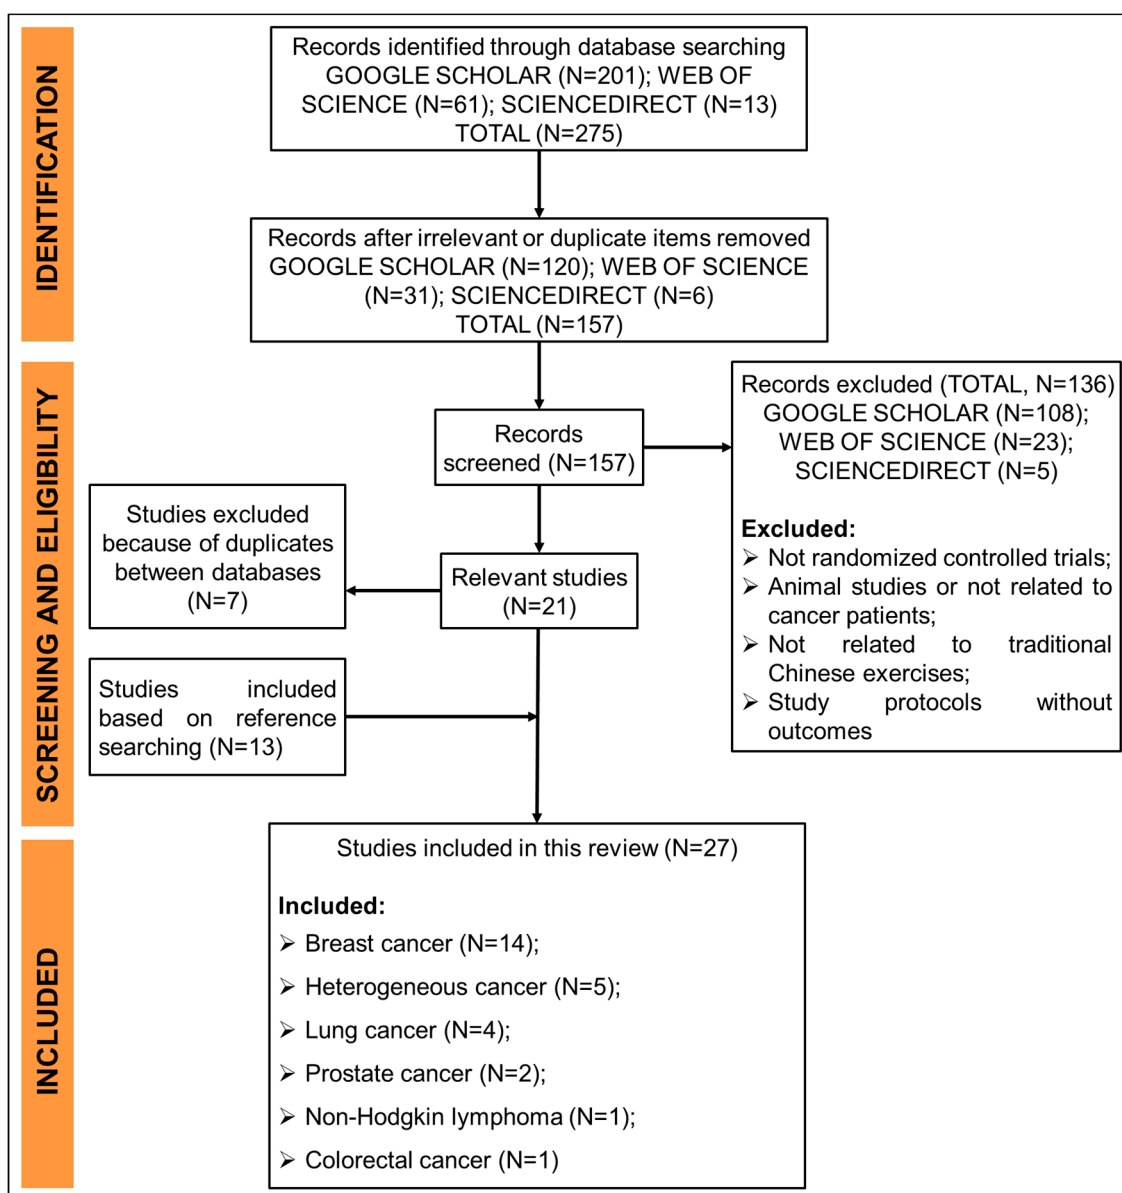 IDENTIFICATION
Records identified through database searching
GOOGLE SCHOLAR (N=201); WEB OF
SCIENCE (N=61); SCIENCEDIRECT (N=13)
TOTAL (N=275)
Records after irrelevant or duplicate items removed
GOOGLE SCHOLAR (N=120); WEB OF SCIENCE
(N=31); SCIENCEDIRECT (N=6)
TOTAL (N=157)
SCREENING AND ELIGIBILITY
Records
screened (N=157)
Records excluded (TOTAL, N=136)
GOOGLE SCHOLAR (N=108);
WEB OF SCIENCE (N=23);
SCIENCEDIRECT (N=5)
Excluded:
➢ Not randomized controlled trials;
➢ Animal studies or not related to
cancer patients;
➢ Not related to traditional
Chinese exercises;
➢ Study protocols without
outcomes
Studies excluded
because of duplicates
between databases
(N=7)
Relevant studies
(N=21)
Studies included
based on reference
searching (N=13)
INCLUDED
Studies included in this review (N=27)
Included:
➢ Breast cancer (N=14);
➢ Heterogeneous cancer (N=5);
➢ Lung cancer (N=4);
➢ Prostate cancer (N=2);
➢ Non-Hodgkin lymphoma (N=1);
➢ Colorectal cancer (N=1)